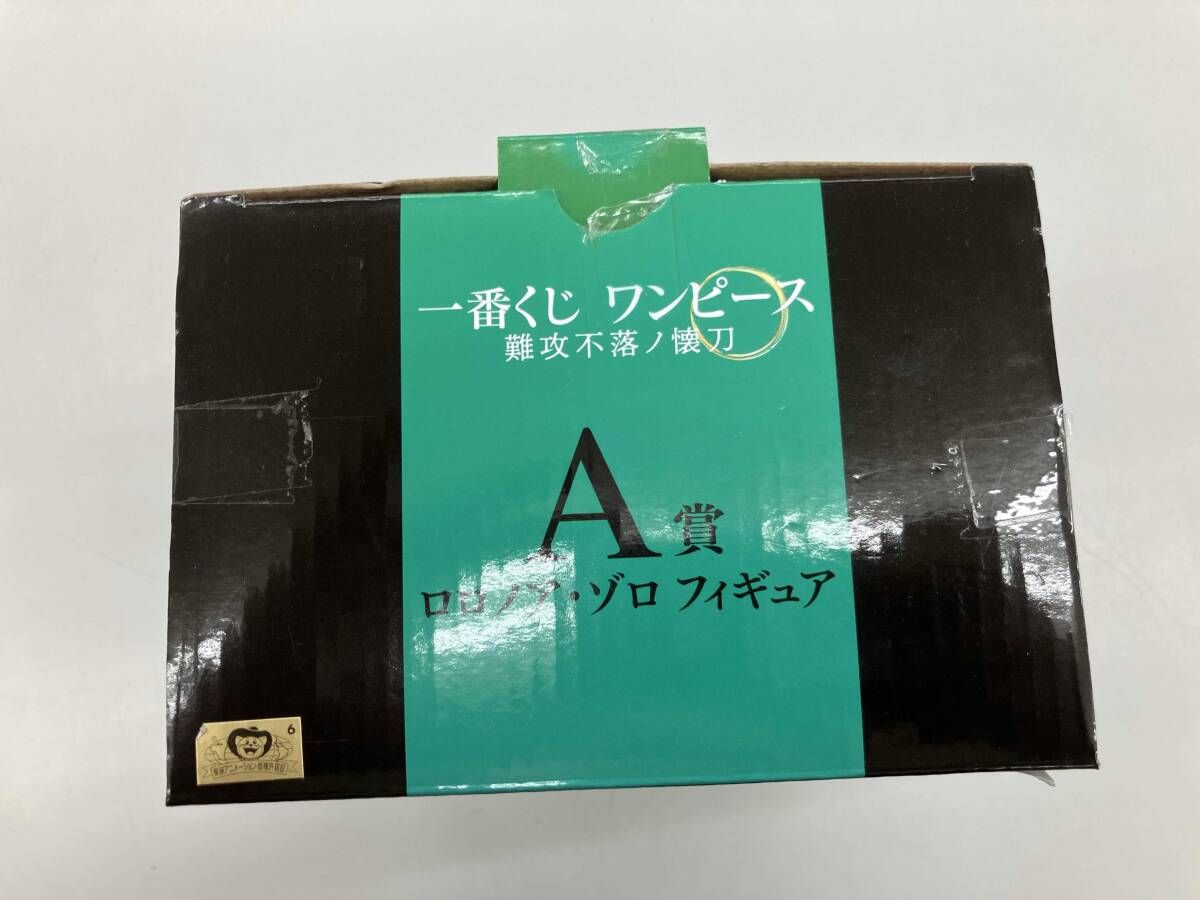 一番くじ ワンピース
難攻不落ノ懐刀
A賞
ロロノア・ゾロ フィギュア
6